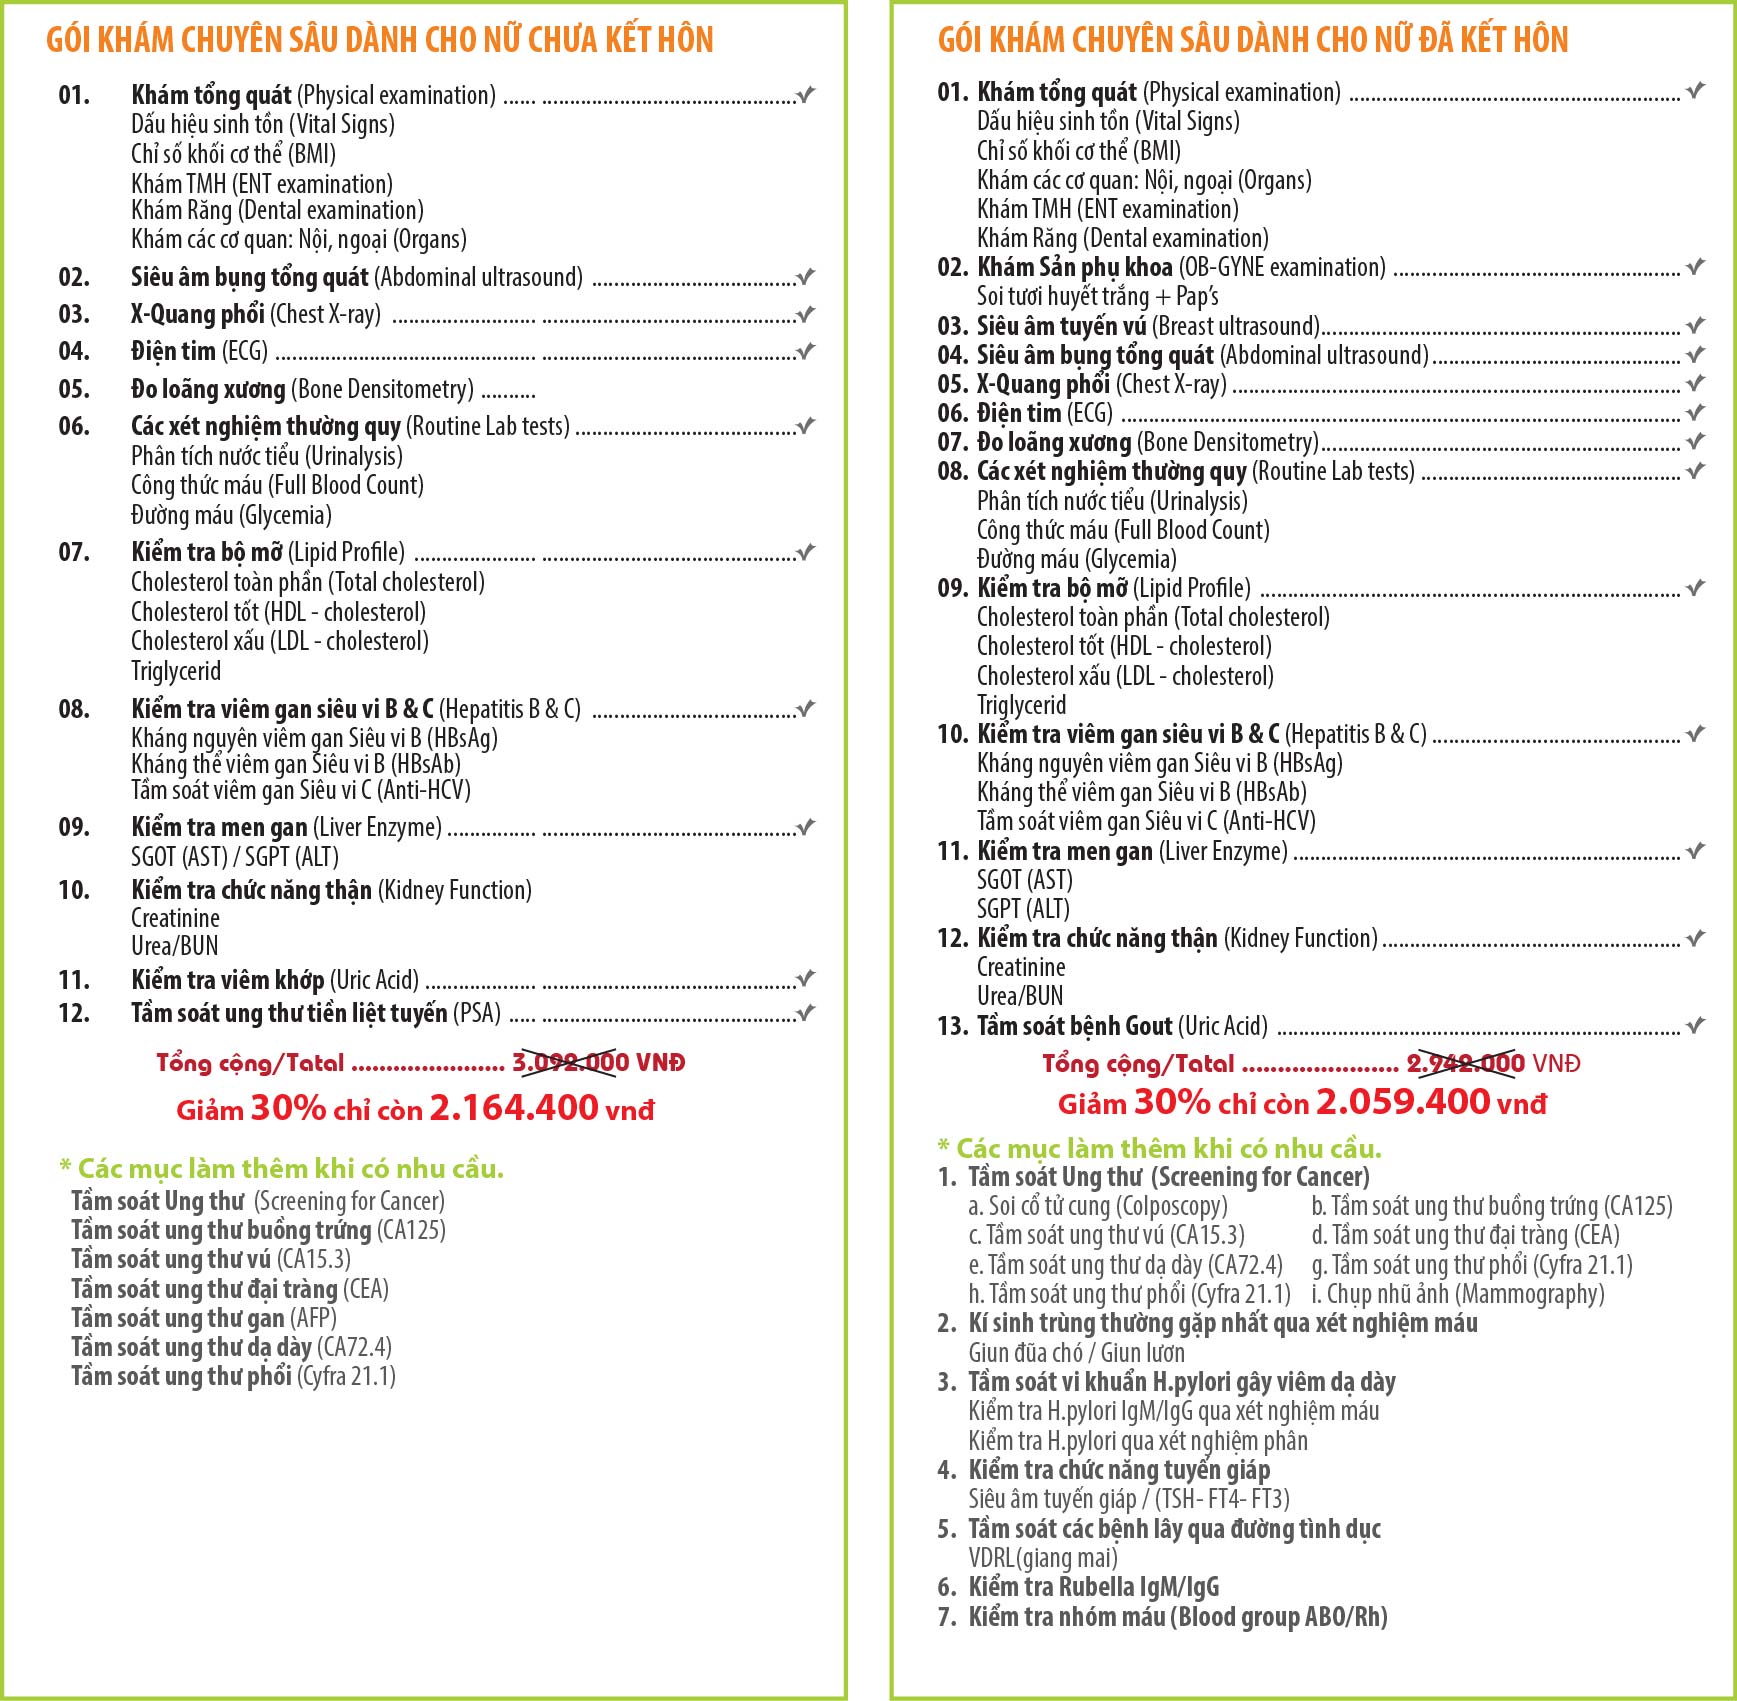 GÓI KHÁM CHUYÊN SÂU DÀNH CHO NỮ CHƯA KẾT HÔN
01. Khám tổng quát (Physical examination) ...... ..............................................✓
Dấu hiệu sinh tồn (Vital Signs)
Chỉ số khối cơ thể (BMI)
Khám TMH (ENT examination)
Khám Răng (Dental examination)
Khám các cơ quan: Nội, ngoại (Organs)
02. Siêu âm bụng tổng quát (Abdominal ultrasound) .....................................✓
03. X-Quang phổi (Chest X-ray) .......................... ..............................................✓
04. Điện tim (ECG) ............................................... ..............................................✓
05. Đo loãng xương (Bone Densitometry) ..........
06. Các xét nghiệm thường quy (Routine Lab tests) ........................................✓
Phân tích nước tiểu (Urinalysis)
Công thức máu (Full Blood Count)
Đường máu (Glycemia)
07. Kiểm tra bộ mỡ (Lipid Profile) ...................... ..............................................✓
Cholesterol toàn phần (Total cholesterol)
Cholesterol tốt (HDL - cholesterol)
Cholesterol xấu (LDL - cholesterol)
Triglycerid
08. Kiểm tra viêm gan siêu vi B & C (Hepatitis B & C) .....................................✓
Kháng nguyên viêm gan Siêu vi B (HBsAg)
Kháng thể viêm gan Siêu vi B (HBsAb)
Tầm soát viêm gan Siêu vi C (Anti-HCV)
09. Kiểm tra men gan (Liver Enzyme) ................ ..............................................✓
SGOT (AST) / SGPT (ALT)
10. Kiểm tra chức năng thận (Kidney Function)
Creatinine
Urea/BUN
11. Kiểm tra viêm khớp (Uric Acid) .................... ..............................................✓
12. Tầm soát ung thư tiền liệt tuyến (PSA) ..... ..............................................✓
Tổng cộng/Tatal ...................... 3.092.000 VNĐ
Giảm 30% chỉ còn 2.164.400 vnđ
* Các mục làm thêm khi có nhu cầu.
Tầm soát Ung thư (Screening for Cancer)
Tầm soát ung thư buồng trứng (CA125)
Tầm soát ung thư vú (CA15.3)
Tầm soát ung thư đại tràng (CEA)
Tầm soát ung thư gan (AFP)
Tầm soát ung thư dạ dày (CA72.4)
Tầm soát ung thư phổi (Cyfra 21.1)
GÓI KHÁM CHUYÊN SÂU DÀNH CHO NỮ ĐÃ KẾT HÔN
01. Khám tổng quát (Physical examination) ............................................................ ✓
Dấu hiệu sinh tồn (Vital Signs)
Chỉ số khối cơ thể (BMI)
Khám các cơ quan: Nội, ngoại (Organs)
Khám TMH (ENT examination)
Khám Răng (Dental examination)
02. Khám Sản phụ khoa (OB-GYNE examination) .................................................... ✓
Soi tươi huyết trắng + Pap’s
03. Siêu âm tuyến vú (Breast ultrasound)................................................................. ✓
04. Siêu âm bụng tổng quát (Abdominal ultrasound)............................................. ✓
05. X-Quang phổi (Chest X-ray) ................................................................................. ✓
06. Điện tim (ECG) ..................................................................................................... ✓
07. Đo loãng xương (Bone Densitometry)................................................................. ✓
08. Các xét nghiệm thường quy (Routine Lab tests) ............................................... ✓
Phân tích nước tiểu (Urinalysis)
Công thức máu (Full Blood Count)
Đường máu (Glycemia)
09. Kiểm tra bộ mỡ (Lipid Profile) ............................................................................ ✓
Cholesterol toàn phần (Total cholesterol)
Cholesterol tốt (HDL - cholesterol)
Cholesterol xấu (LDL - cholesterol)
Triglycerid
10. Kiểm tra viêm gan siêu vi B & C (Hepatitis B & C) ............................................. ✓
Kháng nguyên viêm gan Siêu vi B (HBsAg)
Kháng thể viêm gan Siêu vi B (HBsAb)
Tầm soát viêm gan Siêu vi C (Anti-HCV)
11. Kiểm tra men gan (Liver Enzyme) ...................................................................... ✓
SGOT (AST)
SGPT (ALT)
12. Kiểm tra chức năng thận (Kidney Function) ...................................................... ✓
Creatinine
Urea/BUN
13. Tầm soát bệnh Gout (Uric Acid) ......................................................................... ✓
Tổng cộng/Tatal ...................... 2.942.000 VNĐ
Giảm 30% chỉ còn 2.059.400 vnđ
* Các mục làm thêm khi có nhu cầu.
1. Tầm soát Ung thư (Screening for Cancer)
a. Soi cổ tử cung (Colposcopy) b. Tầm soát ung thư buồng trứng (CA125)
c. Tầm soát ung thư vú (CA15.3) d. Tầm soát ung thư đại tràng (CEA)
e. Tầm soát ung thư dạ dày (CA72.4) g. Tầm soát ung thư phổi (Cyfra 21.1)
h. Tầm soát ung thư phổi (Cyfra 21.1) i. Chụp nhũ ảnh (Mammography)
2. Kí sinh trùng thường gặp nhất qua xét nghiệm máu
Giun đũa chó / Giun lươn
3. Tầm soát vi khuẩn H.pylori gây viêm dạ dày
Kiểm tra H.pylori IgM/IgG qua xét nghiệm máu
Kiểm tra H.pylori qua xét nghiệm phân
4. Kiểm tra chức năng tuyến giáp
Siêu âm tuyến giáp / (TSH- FT4- FT3)
5. Tầm soát các bệnh lây qua đường tình dục
VDRL(giang mai)
6. Kiểm tra Rubella IgM/IgG
7. Kiểm tra nhóm máu (Blood group ABO/Rh)